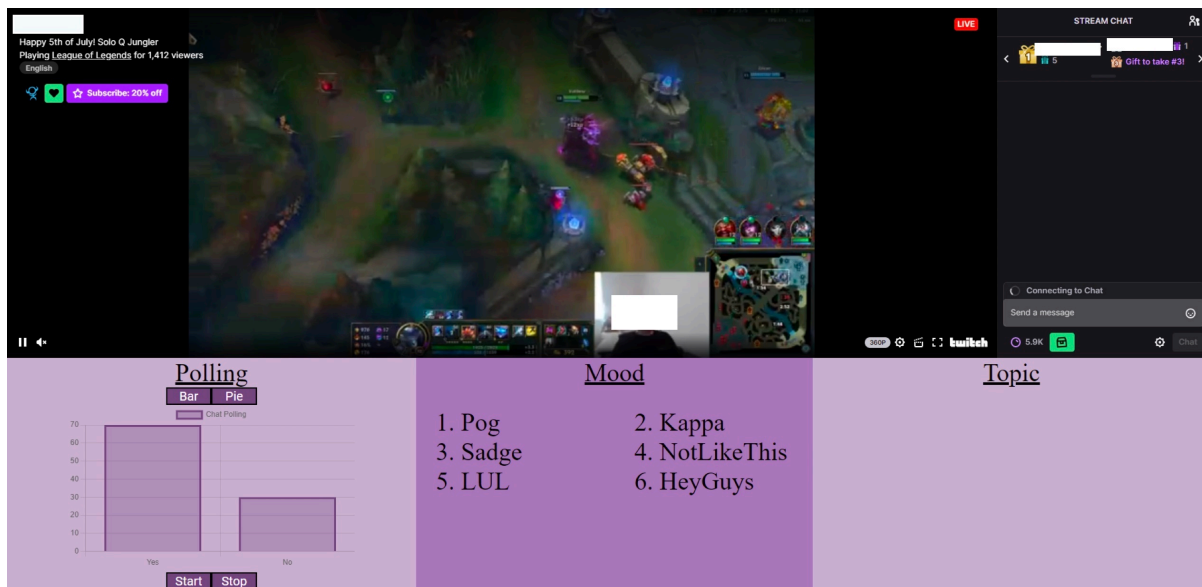 Happy 5th of July! Solo Q Jungler
Playing League of Legends for 1,412 viewers
English
Subscribe: 20% off
LIVE
360P
twitch
STREAM CHAT
5
1
Gift to take #3!
Connecting to Chat
Send a message
5.9K
Chat
Polling
Bar Pie
Chat Polling
70
60
50
40
30
20
10
0
Yes No
Start Stop
Mood
1. Pog 2. Kappa
3. Sadge 4. NotLikeThis
5. LUL 6. HeyGuys
Topic